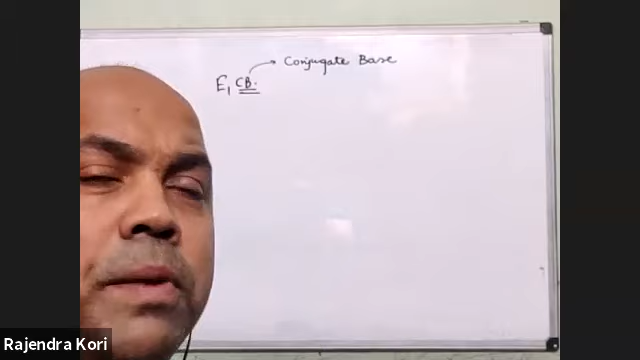 → Conjugate Base
E₁ CB.
Rajendra Kori